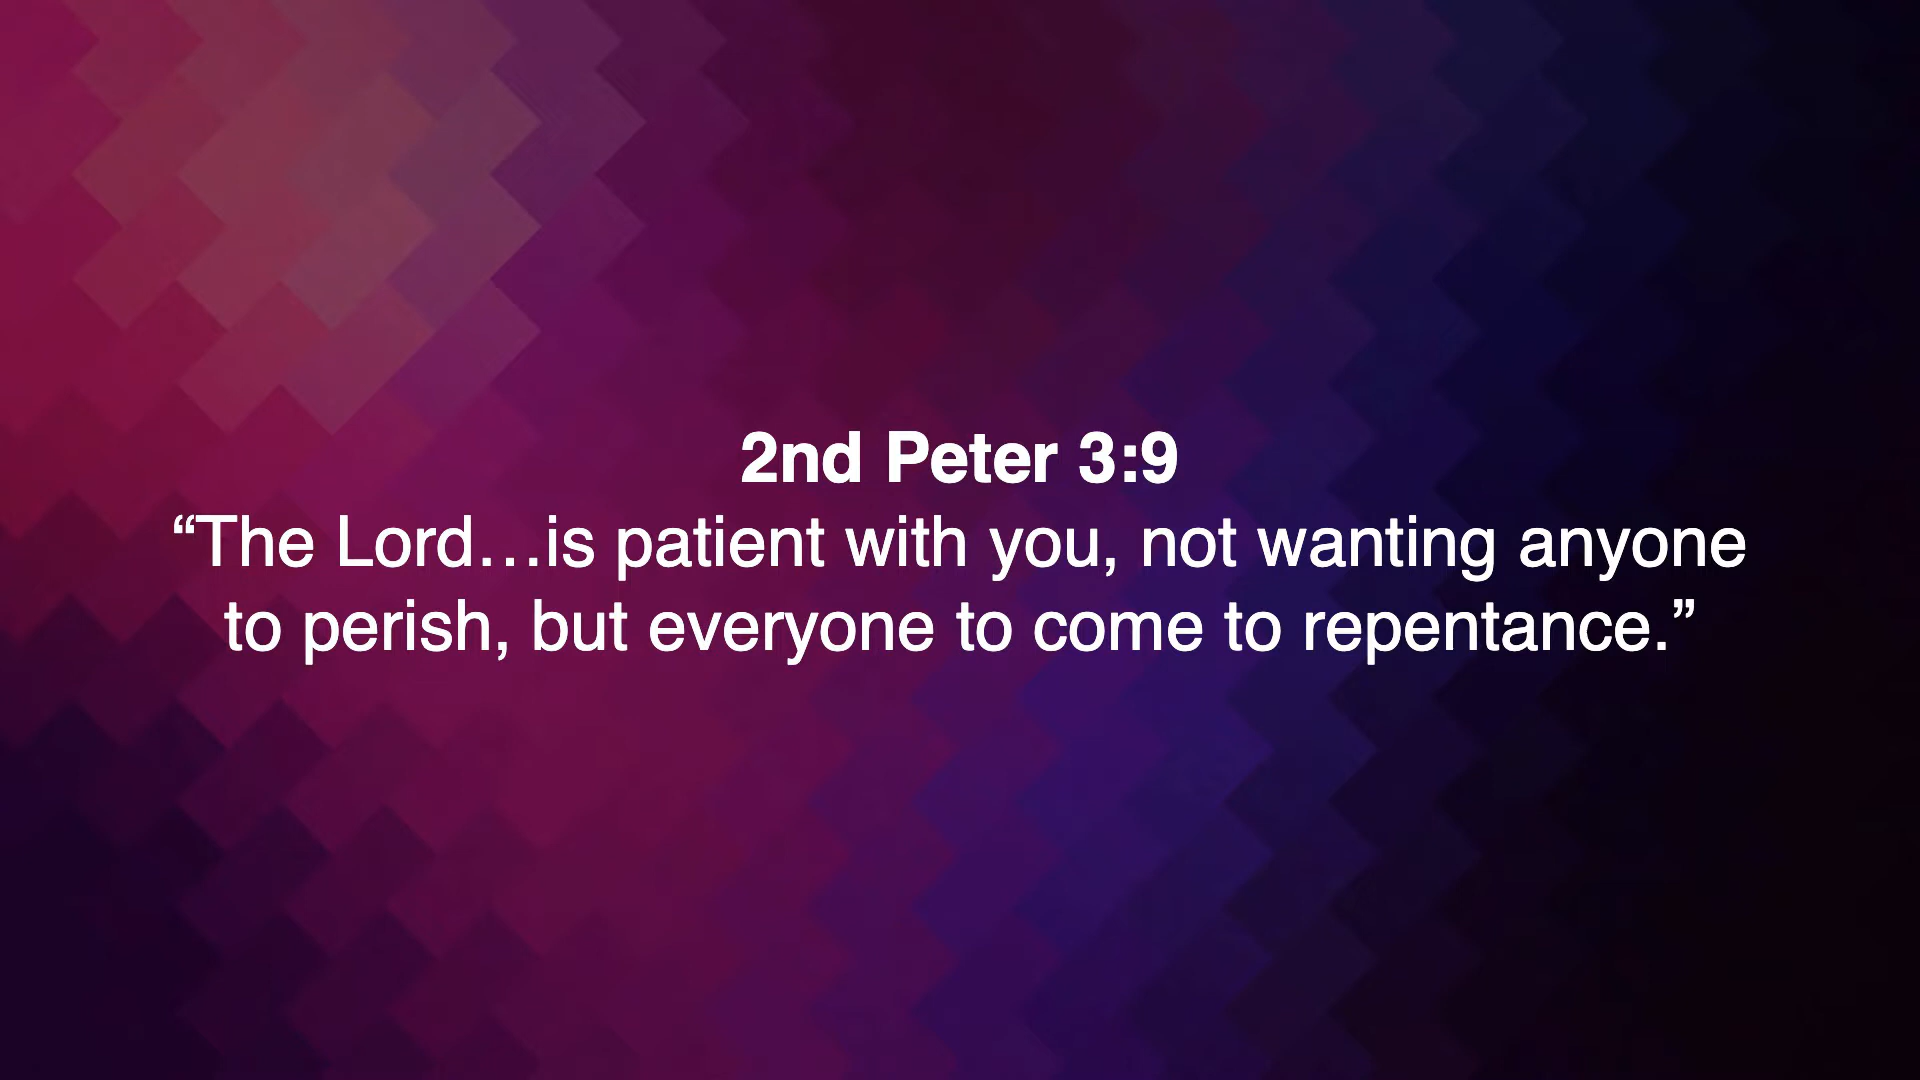 2nd Peter 3:9
“The Lord…is patient with you, not wanting anyone
to perish, but everyone to come to repentance.”